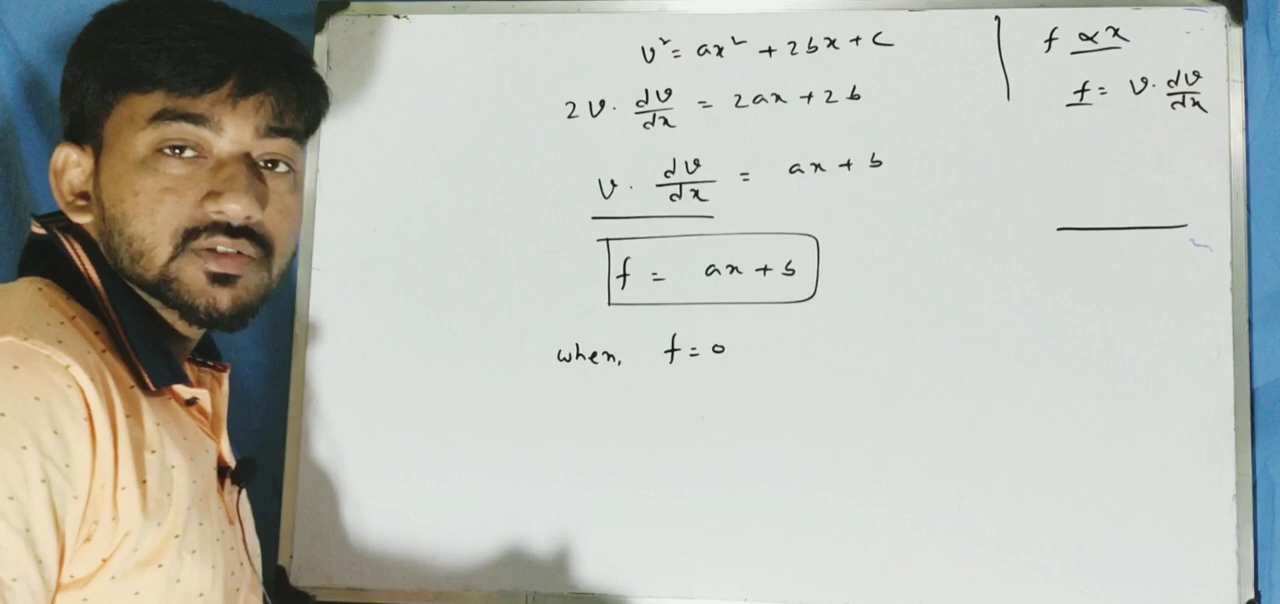 v² = ax² + 2bx + c
2v. dv/dx = 2ax + 2b
v. dv/dx = ax + b
f = ax + b
when, f = 0
f ∝ x
f = v. dv/dx